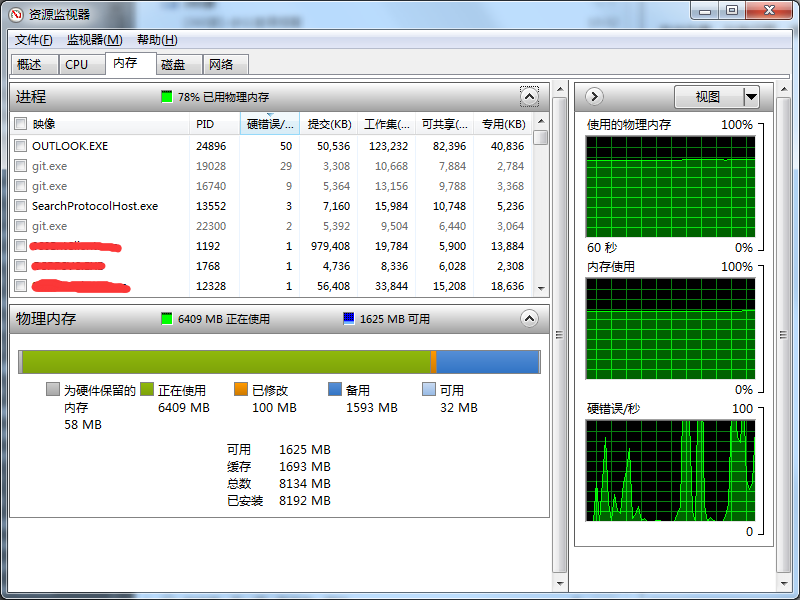 资源监视器
文件(F) 监视器(M) 帮助(H)
概述 CPU 内存 磁盘 网络
进程 78% 已用物理内存
映像 PID 硬错误/... 提交(KB) 工作集(... 可共享(... 专用(KB)
OUTLOOK.EXE 24896 50 50,536 123,232 82,396 40,836
git.exe 19028 29 3,308 10,668 7,884 2,784
git.exe 16740 9 5,364 13,156 9,788 3,368
SearchProtocolHost.exe 13552 3 7,160 15,984 10,748 5,236
git.exe 22300 2 5,392 9,504 6,440 3,064
1192 1 979,408 19,784 5,900 13,884
1768 1 4,736 8,336 6,028 2,308
12328 1 56,408 33,844 15,208 18,636
物理内存 6409 MB 正在使用 1625 MB 可用
为硬件保留的 正在使用 已修改 备用 可用
内存 6409 MB 100 MB 1593 MB 32 MB
58 MB
可用 1625 MB
缓存 1693 MB
总数 8134 MB
已安装 8192 MB
视图
使用的物理内存 100%
60 秒 0%
内存使用 100%
0%
硬错误/秒 100
0